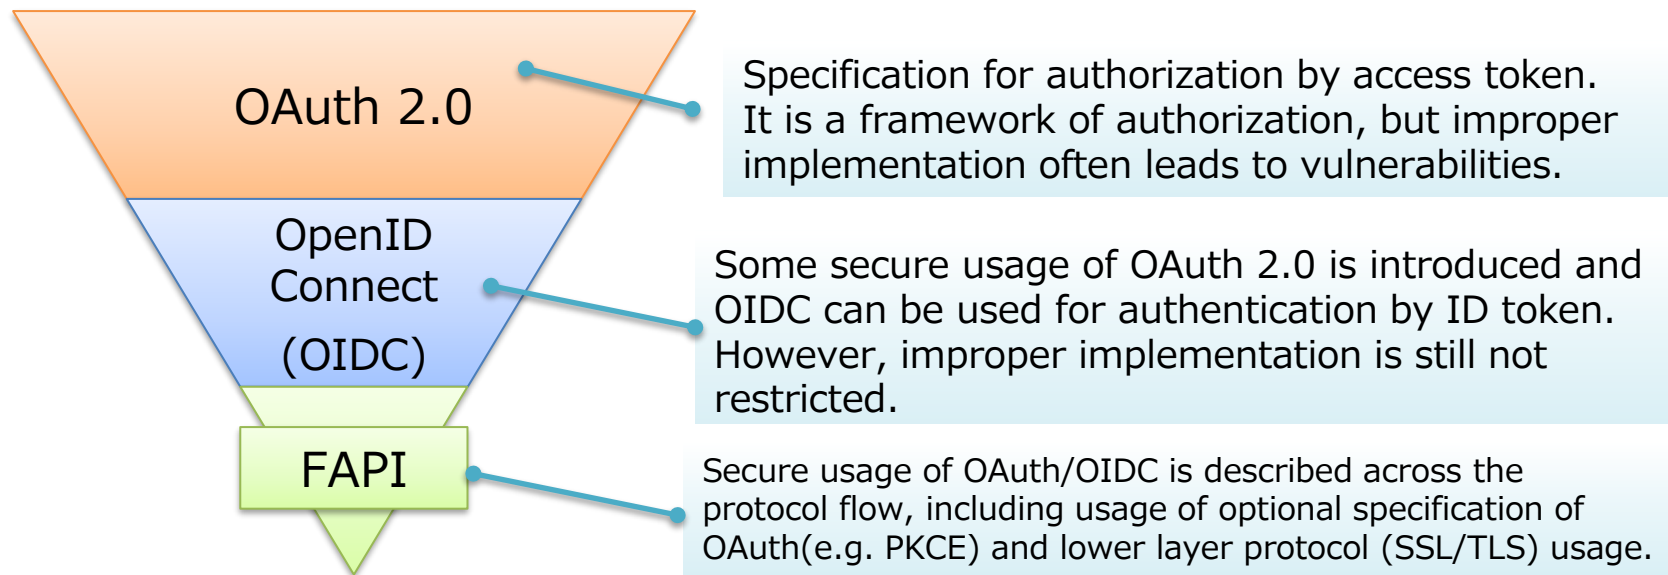 OAuth 2.0
Specification for authorization by access token.
It is a framework of authorization, but improper
implementation often leads to vulnerabilities.
OpenID
Connect
(OIDC)
Some secure usage of OAuth 2.0 is introduced and
OIDC can be used for authentication by ID token.
However, improper implementation is still not
restricted.
FAPI
Secure usage of OAuth/OIDC is described across the
protocol flow, including usage of optional specification of
OAuth(e.g. PKCE) and lower layer protocol (SSL/TLS) usage.